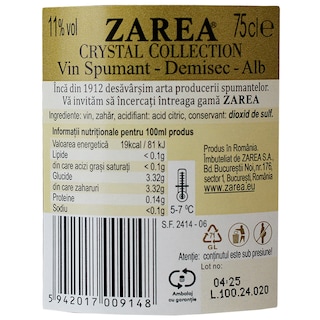 11% vol
ZAREA®
75cl e
CRYSTAL COLLECTION
Vin Spumant - Demisec - Alb
Încă din 1912 desăvârșim arta producerii spumantelor.
Vă invităm să încercați întreaga gamă ZAREA
Ingrediente: vin, zahăr, acidifiant: acid citric, conservant: dioxid de sulf.
Informații nutriționale pentru 100ml produs
Valoarea energetică 19kcal / 81 kJ
Lipide < 0.1g
din care acizi grași saturați < 0.1g
Glucide 3.32g
din care zaharuri 3.32g
Proteine 0.14g
Sodiu <0.1g
5-7 °C
Produs în România.
Îmbuteliat de ZAREA S.A.,
Bd. Bucureștii Noi, nr.176,
sector 1, București, România
www.zarea.eu
S.F. 2414 - 06
GL
Atenție: conținutul este sub presiune!
Lot no:
04:25
L.100.24.020
Ambalaj
cu garanție
5 942017 009148